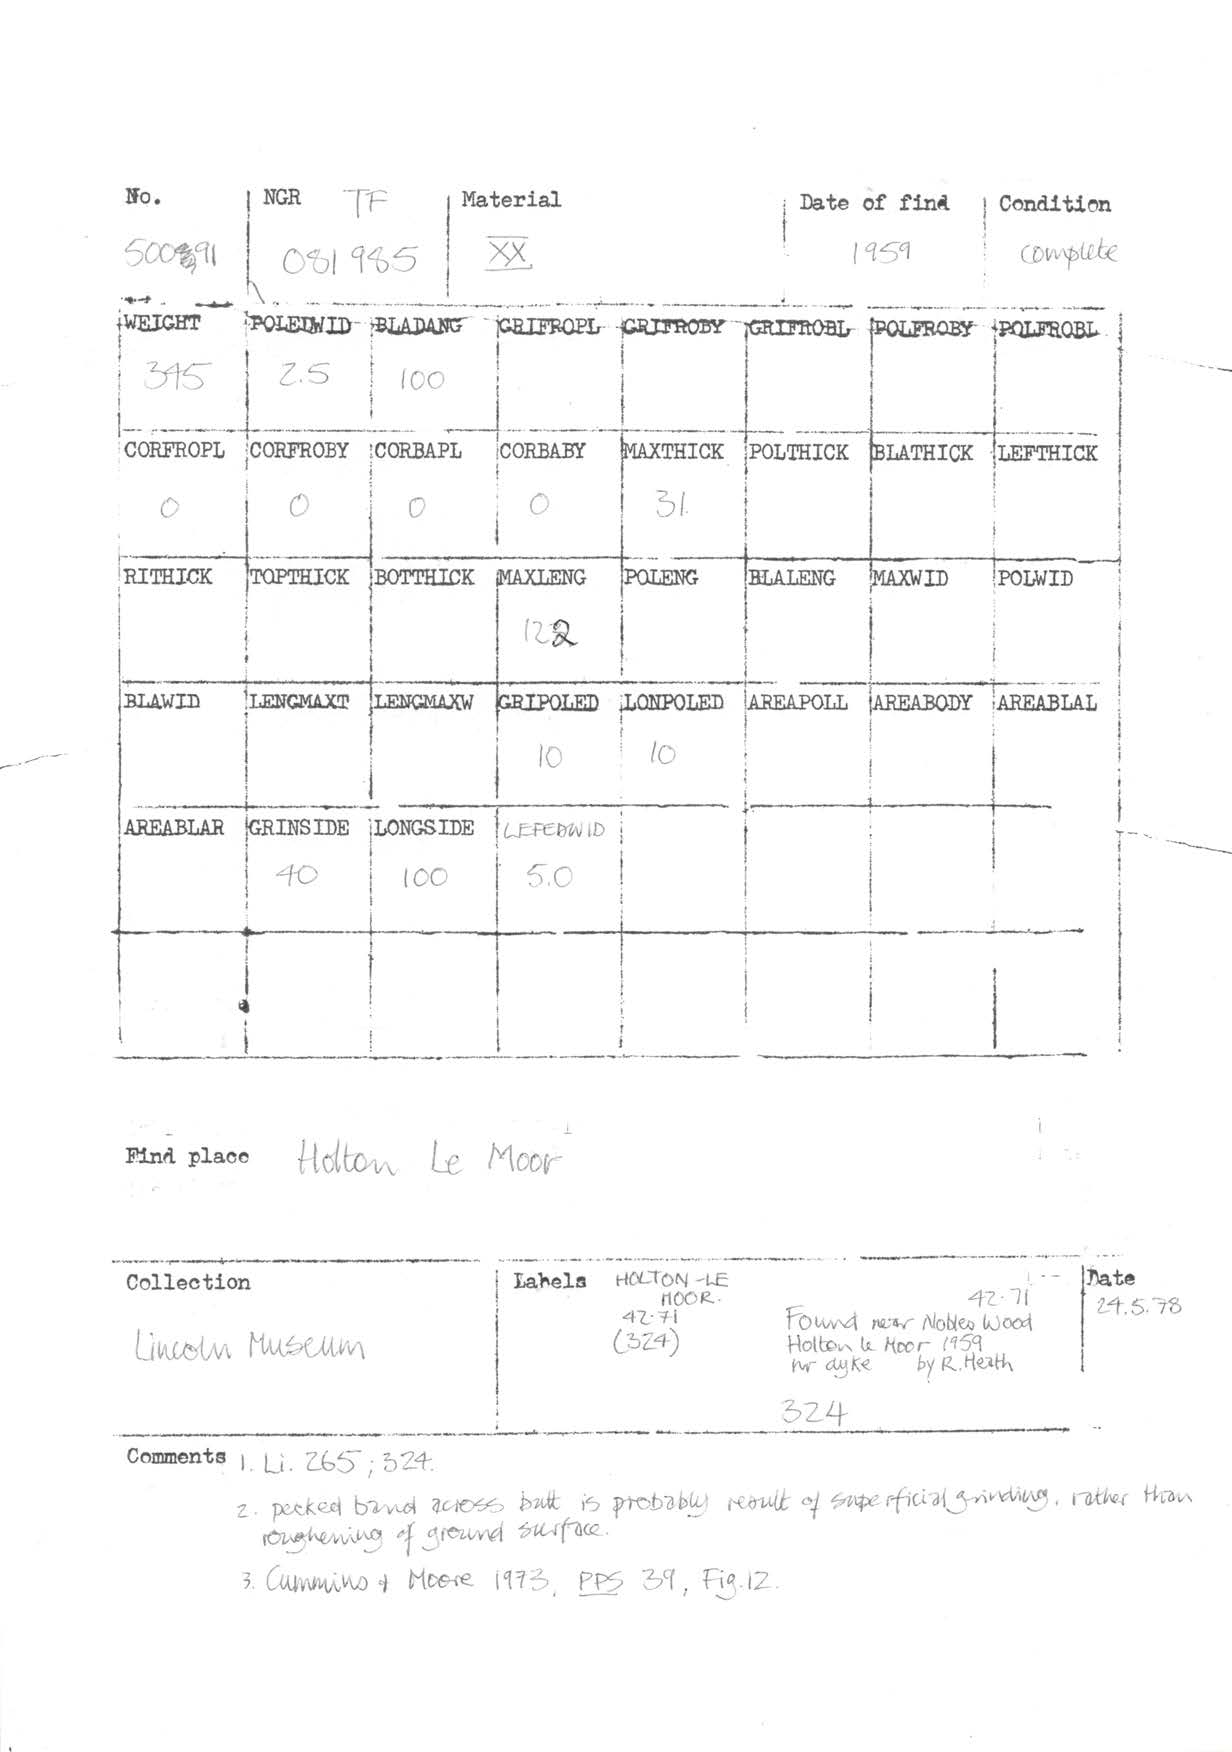 No. NGR TF Material Date of find Condition
081985 XX 1959 complete
WEIGHT POLEDWID BLADANG GRIFROPL GRIFROBY GRIFROBL POLFROBY POLFROBL
345 2.5 100
CORFROPL CORFROBY CORBAPL CORBABY MAXTHICK POLTHICK BLATHICK LEFTHICK
0 0 0 0 31
RITHICK TOPTHICK BOTTHICK MAXLENG POLENG BLALENG MAXWID POLWID
122
BLAWID LENGMAXT LENGMAXW GRIPOLED LONPOLED AREAPOLL AREABODY AREABLAL
10 10
AREABLAR GRINSIDE LONGSIDE LEFEDWID
40 100 5.0
Find place Holton Le Moor
Collection
Lincoln Museum
Labels HOLTON-LE
MOOR.
42.71
(324)
42.71
Found near Nobles Wood
Holton le Moor 1959
nr dyke by R. Heath
324
Date
24.5.78
Comments 1. Li. 265; 324.
2. pecked band across butt is probably result of superficial grinding, rather than
roughening of ground surface.
3. Cummins & Moore 1973, PPS 39, Fig.12.